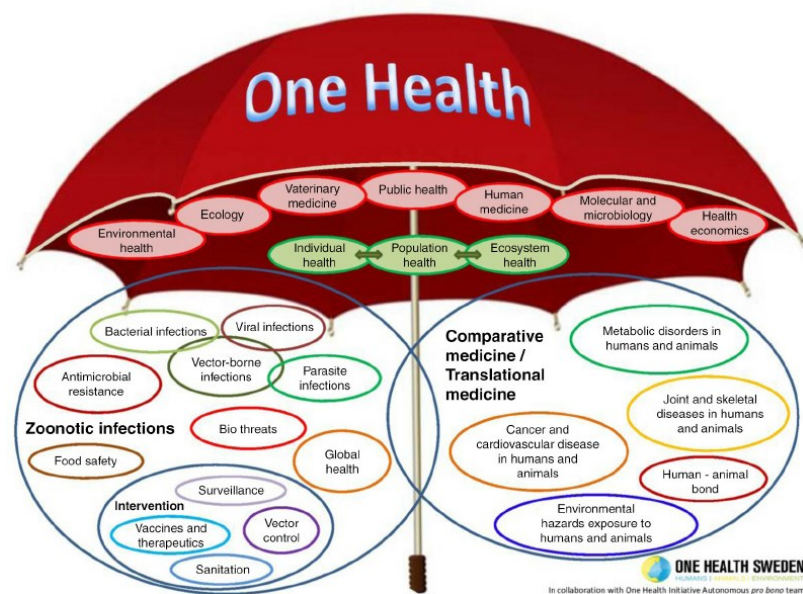 One Health
Environmental
health
Ecology
Vaterinary
medicine
Public health
Human
medicine
Molecular and
microbiology
Health
economics
Individual
health
Population
health
Ecosystem
health
Bacterial infections
Viral infections
Vector-borne
infections
Parasite
infections
Antimicrobial
resistance
Zoonotic infections
Bio threats
Food safety
Global
health
Intervention
Surveillance
Vaccines and
therapeutics
Vector
control
Sanitation
Comparative
medicine /
Translational
medicine
Metabolic disorders in
humans and animals
Joint and skeletal
diseases in humans
and animals
Cancer and
cardiovascular disease
in humans and
animals
Human - animal
bond
Environmental
hazards exposure to
humans and animals
ONE HEALTH SWEDEN
HUMANS | ANIMALS | ENVIRONMENT
In collaboration with One Health Initiative Autonomous pro bono team